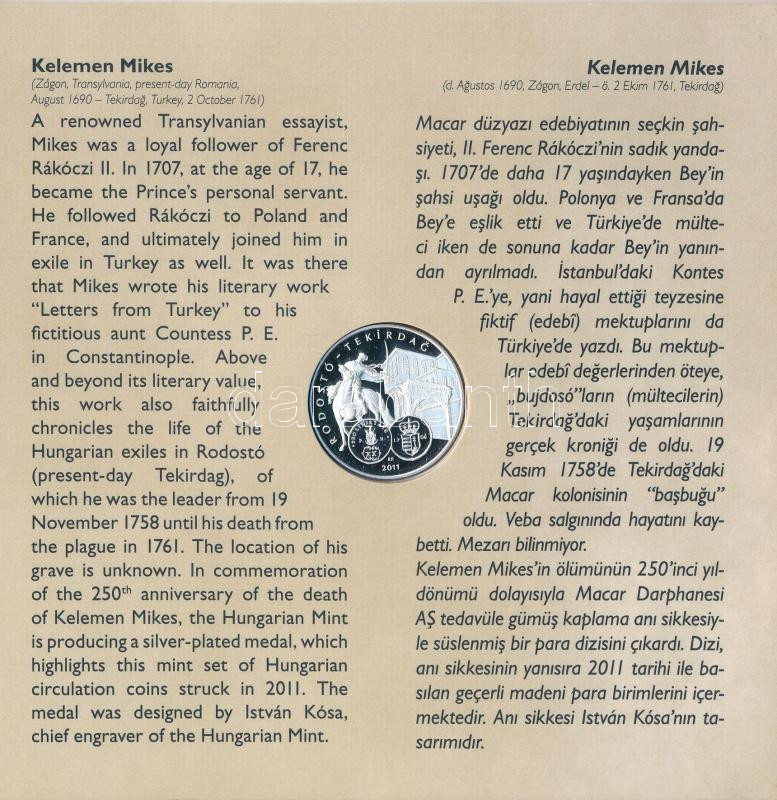 Kelemen Mikes
(Zágon, Transylvania, present-day Romania,
August 1690 – Tekirdağ, Turkey, 2 October 1761)
A renowned Transylvanian essayist,
Mikes was a loyal follower of Ferenc
Rákóczi II. In 1707, at the age of 17, he
became the Prince's personal servant.
He followed Rákóczi to Poland and
France, and ultimately joined him in
exile in Turkey as well. It was there
that Mikes wrote his literary work
“Letters from Turkey” to his
fictitious aunt Countess P. E.
in Constantinople. Above
and beyond its literary value,
this work also faithfully
chronicles the life of the
Hungarian exiles in Rodostó
(present-day Tekirdag), of
which he was the leader from 19
November 1758 until his death from
the plague in 1761. The location of his
grave is unknown. In commemoration
of the 250th anniversary of the death
of Kelemen Mikes, the Hungarian Mint
is producing a silver-plated medal, which
highlights this mint set of Hungarian
circulation coins struck in 2011. The
medal was designed by István Kósa,
chief engraver of the Hungarian Mint.
Kelemen Mikes
(d. Ağustos 1690, Zágon, Erdel – ö. 2 Ekim 1761, Tekirdağ)
Macar düzyazı edebiyatının seçkin şah-
siyeti, II. Ferenc Rákóczi'nin sadık yanda-
şı. 1707'de daha 17 yaşındayken Bey'in
şahsi uşağı oldu. Polonya ve Fransa'da
Bey'e eşlik etti ve Türkiye'de mülte-
ci iken de sonuna kadar Bey'in yanın-
dan ayrılmadı. İstanbul'daki Kontes
P. E.'ye, yani hayal ettiği teyzesine
fiktif (edebî) mektuplarını da
Türkiye'de yazdı. Bu mektup-
lar edebî değerlerinden öteye,
„bujdosó”ların (mültecilerin)
Tekirdağ'daki yaşamlarının
gerçek kroniği de oldu. 19
Kasım 1758'de Tekirdağ'daki
Macar kolonisinin “başbuğu”
oldu. Veba salgınında hayatını kay-
betti. Mezarı bilinmiyor.
Kelemen Mikes'in ölümünün 250'inci yıl-
dönümü dolayısıyla Macar Darphanesi
AŞ tedavüle gümüş kaplama anı sikkesiy-
le süslenmiş bir para dizisini çıkardı. Dizi,
anı sikkesinin yanısıra 2011 tarihi ile ba-
sılan geçerli madeni para birimlerini içer-
mektedir. Anı sikkesi István Kósa'nın ta-
sarımıdır.
RODOSTÓ - TEKİRDAĞ
2011
darabanth